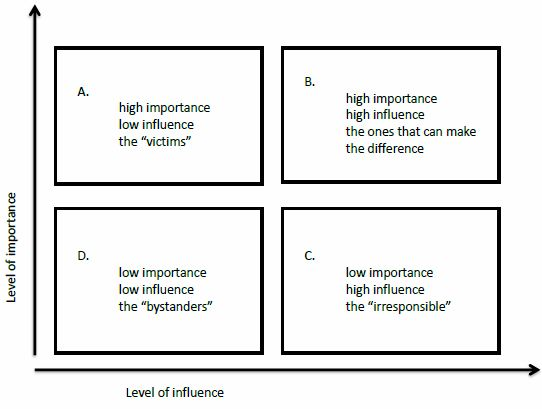 A.
high importance
low influence
the “victims”
B.
high importance
high influence
the ones that can make
the difference
D.
low importance
low influence
the “bystanders”
C.
low importance
high influence
the “irresponsible”
Level of importance
Level of influence